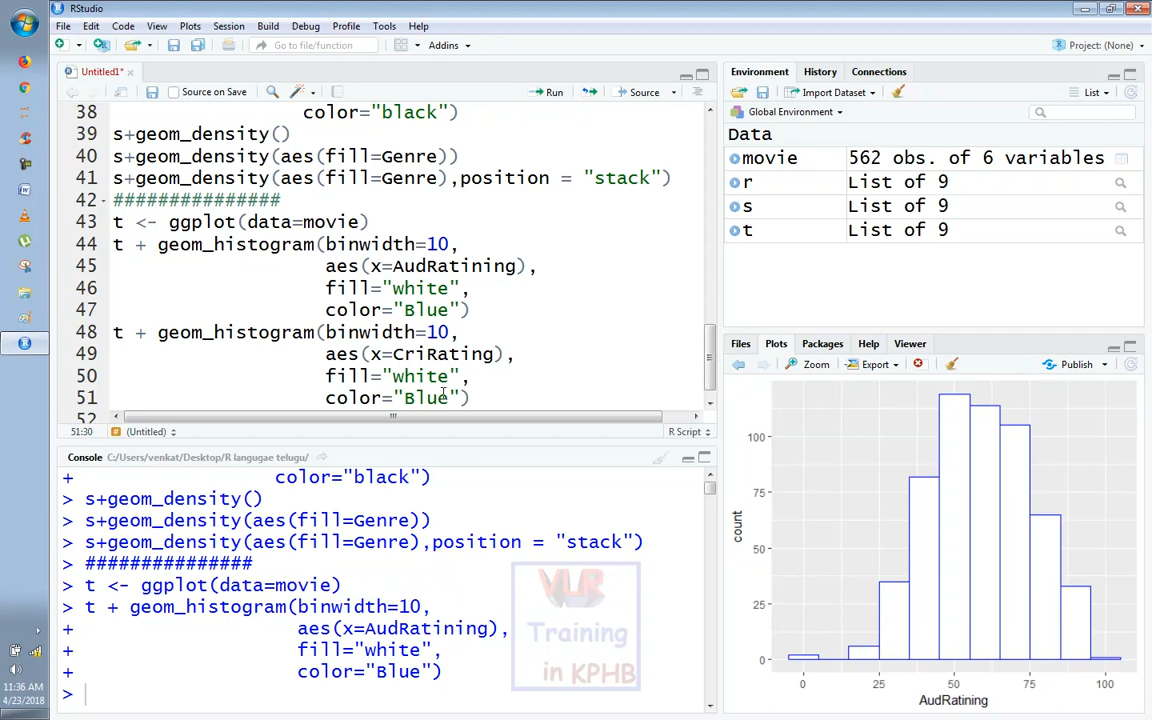 RStudio
File Edit Code View Plots Session Build Debug Profile Tools Help
Go to file/function Addins Project: (None)
Untitled1*
Source on Save Run Source
38 color="black")
39 s+geom_density()
40 s+geom_density(aes(fill=Genre))
41 s+geom_density(aes(fill=Genre),position = "stack")
42 ###############
43 t <- ggplot(data=movie)
44 t + geom_histogram(binwidth=10,
45 aes(x=AudRatining),
46 fill="white",
47 color="Blue")
48 t + geom_histogram(binwidth=10,
49 aes(x=CriRating),
50 fill="white",
51 color="Blue")
52
51:30 # (Untitled) R Script
Console C:/Users/venkat/Desktop/R langugae telugu/
+ color="black")
> s+geom_density()
> s+geom_density(aes(fill=Genre))
> s+geom_density(aes(fill=Genre),position = "stack")
> ###############
> t <- ggplot(data=movie)
> t + geom_histogram(binwidth=10,
+ aes(x=AudRatining),
+ fill="white",
+ color="Blue")
>
VLR
Training
in KPHB
Environment History Connections
Import Dataset List
Global Environment
Data
movie 562 obs. of 6 variables
r List of 9
s List of 9
t List of 9
Files Plots Packages Help Viewer
Zoom Export Publish
100
75
50
25
0
count
0 25 50 75 100
AudRatining
11:36 AM
4/23/2018